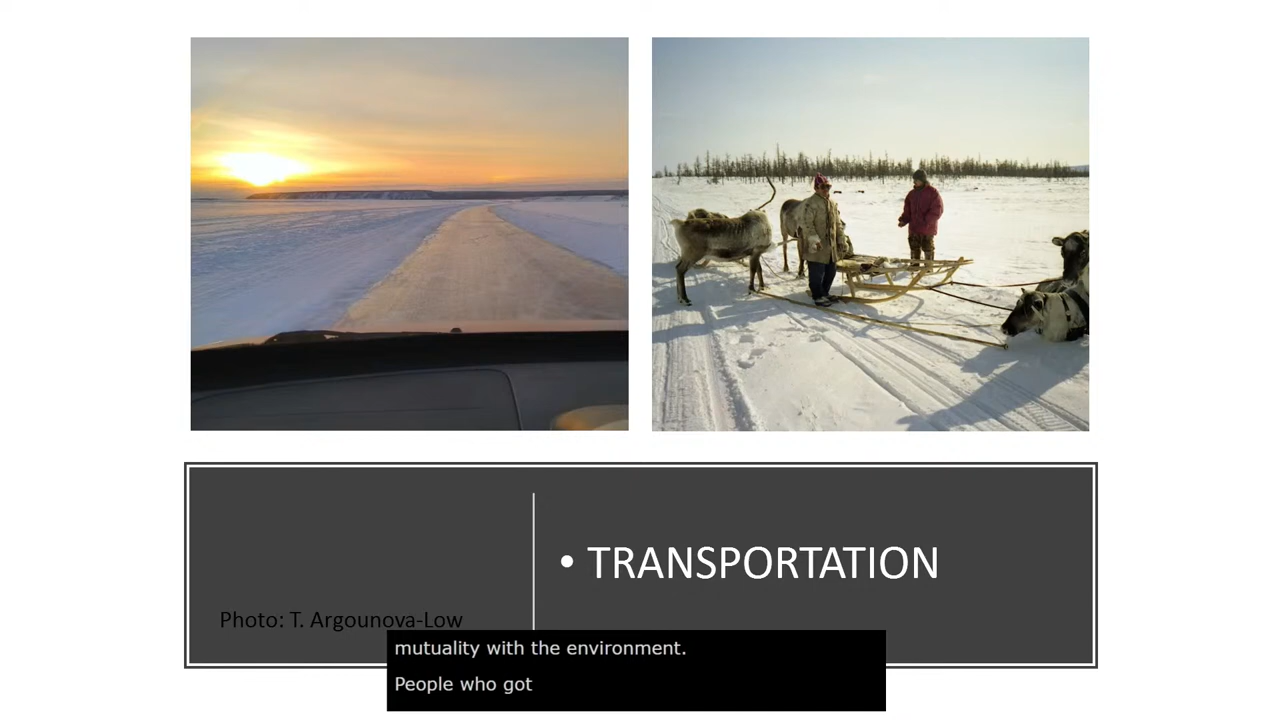 • TRANSPORTATION
Photo: T. Argounova-Low
mutuality with the environment.
People who got